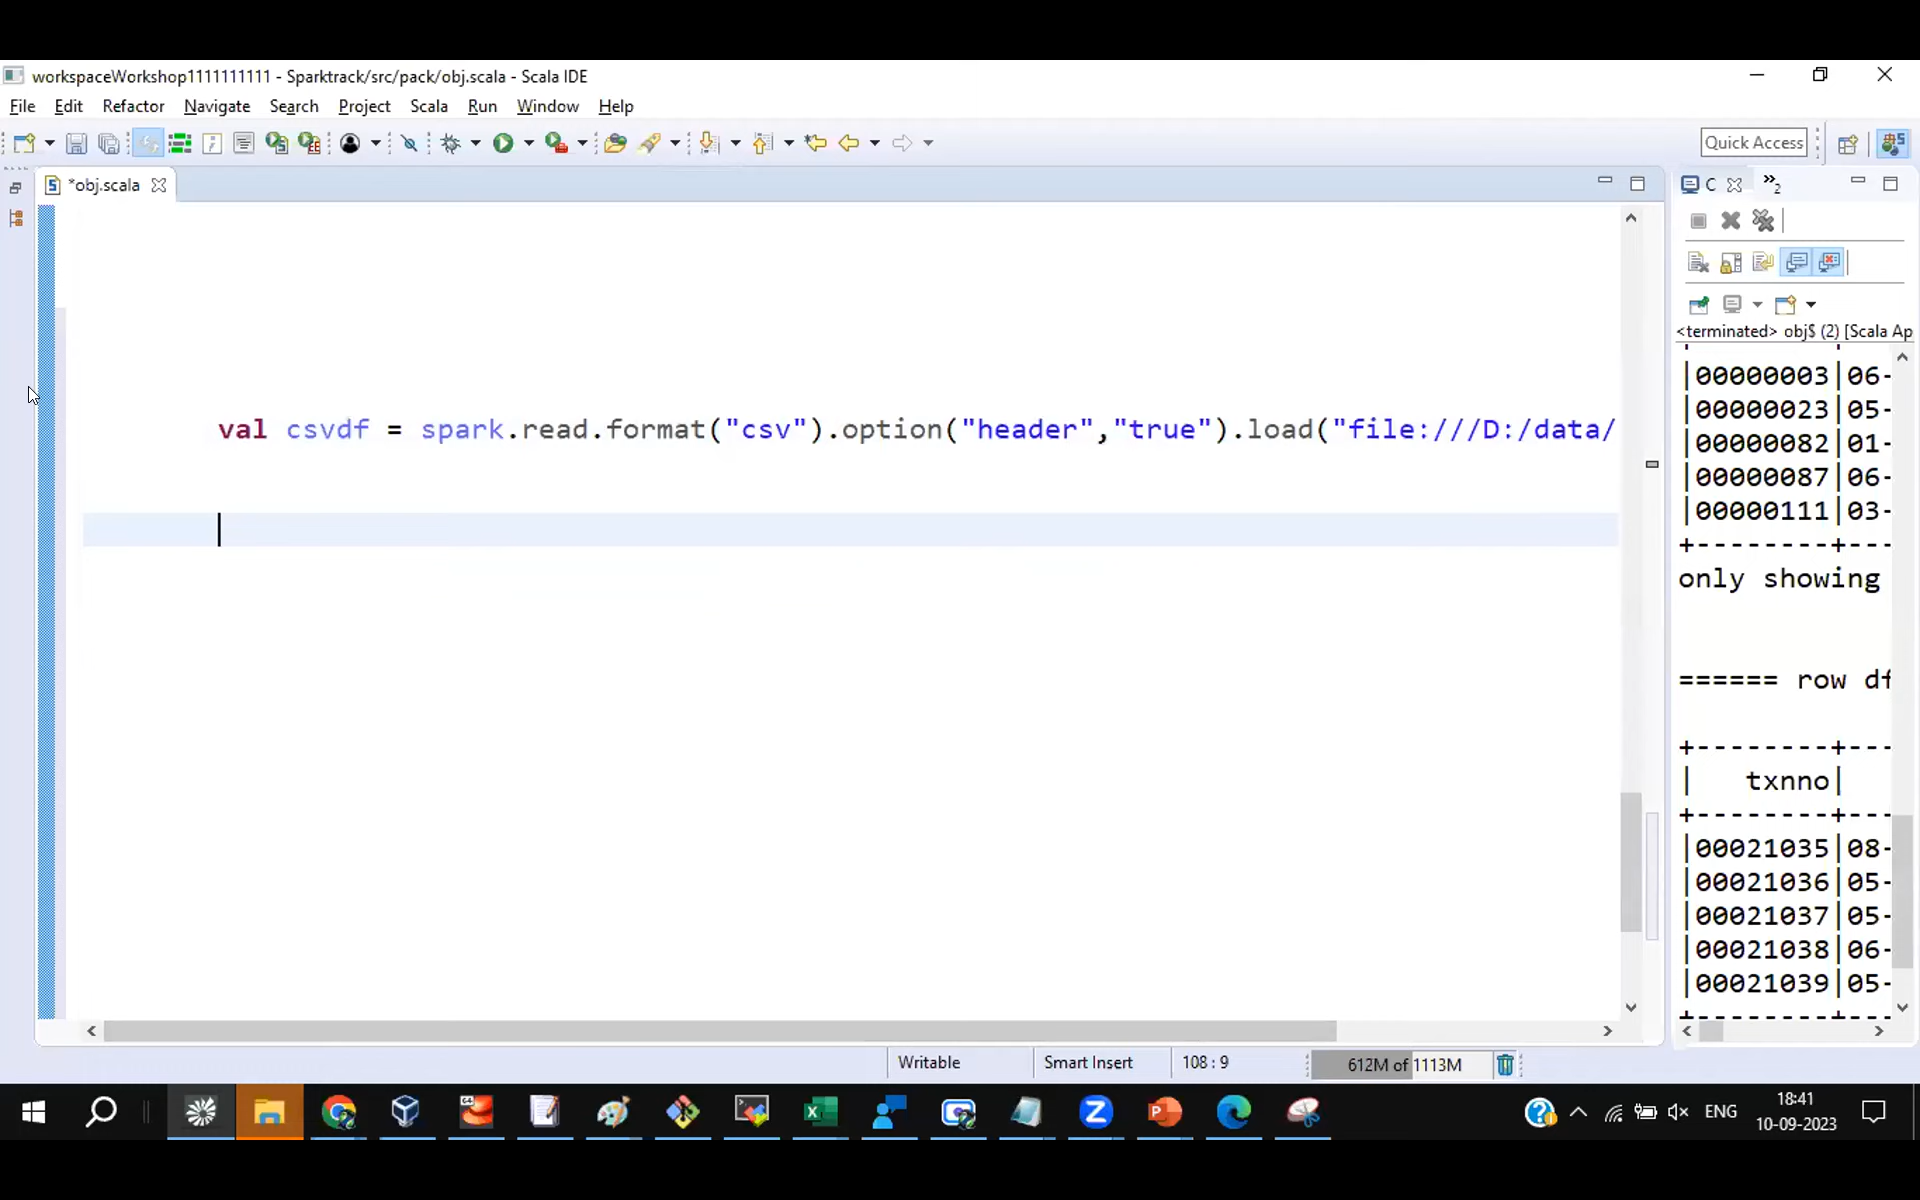 workspaceWorkshop1111111111 - Sparktrack/src/pack/obj.scala - Scala IDE
File Edit Refactor Navigate Search Project Scala Run Window Help
Quick Access
*obj.scala
C
»2
<terminated> obj$ (2) [Scala Ap
val csvdf = spark.read.format("csv").option("header","true").load("file:///D:/data/
|00000003|06-
|00000023|05-
|00000082|01-
|00000087|06-
|00000111|03-
+--------+---
only showing
====== row df
+--------+---
|   txnno|
+--------+---
|00021035|08-
|00021036|05-
|00021037|05-
|00021038|06-
|00021039|05-
+--------+---
Writable
Smart Insert
108 : 9
612M of 1113M
ENG
18:41
10-09-2023